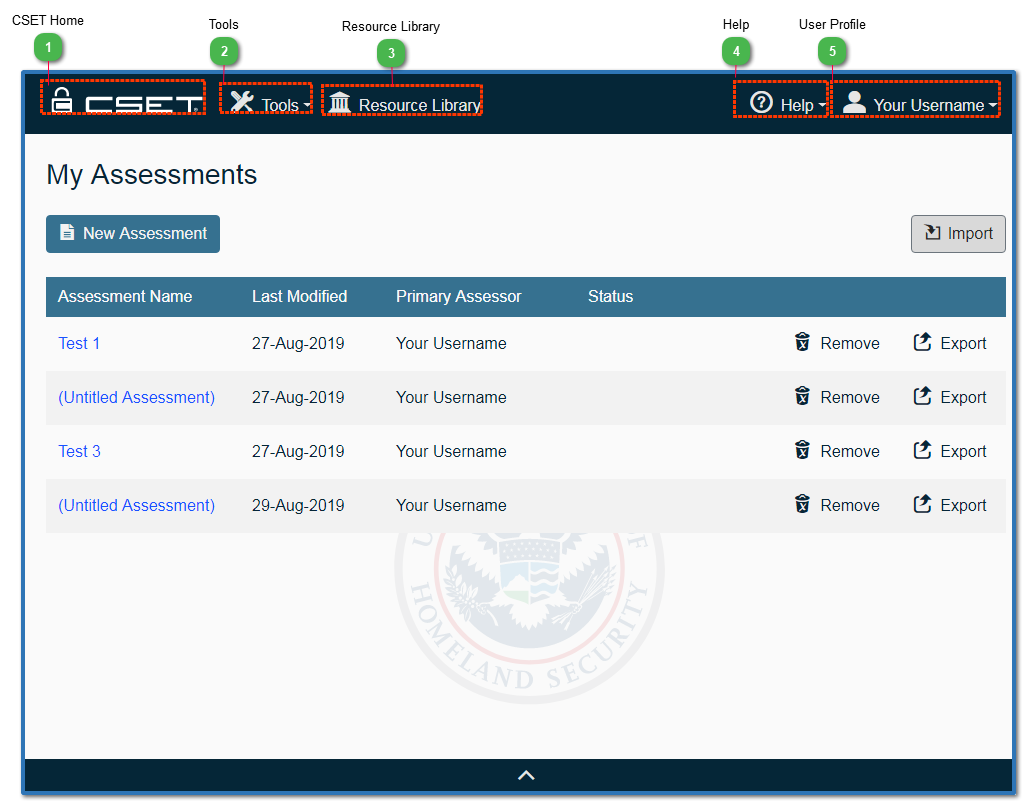 CSET Home
Tools
Resource Library
Help
User Profile
1
2
3
4
5
CSET
Tools
Resource Library
Help
Your Username
My Assessments
New Assessment
Import
Assessment Name Last Modified Primary Assessor Status
Test 1 27-Aug-2019 Your Username Remove Export
(Untitled Assessment) 27-Aug-2019 Your Username Remove Export
Test 3 27-Aug-2019 Your Username Remove Export
(Untitled Assessment) 29-Aug-2019 Your Username Remove Export
HOMELAND SECURITY